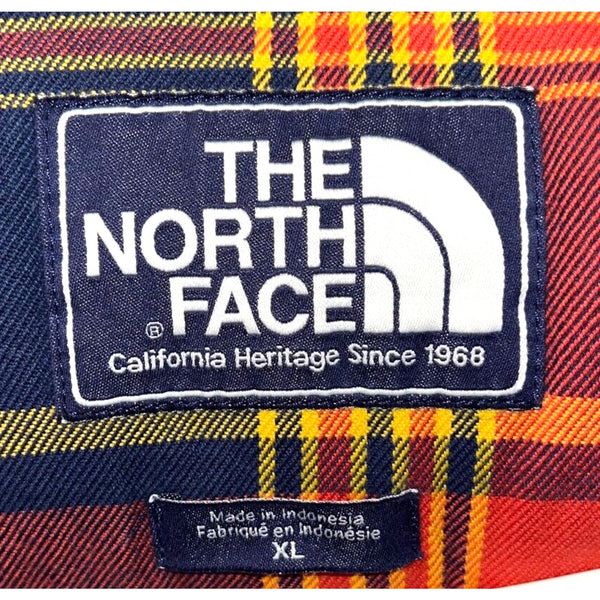 THE
NORTH
FACE
®
California Heritage Since 1968
Made in Indonesia
Fabriqué en Indonésie
XL